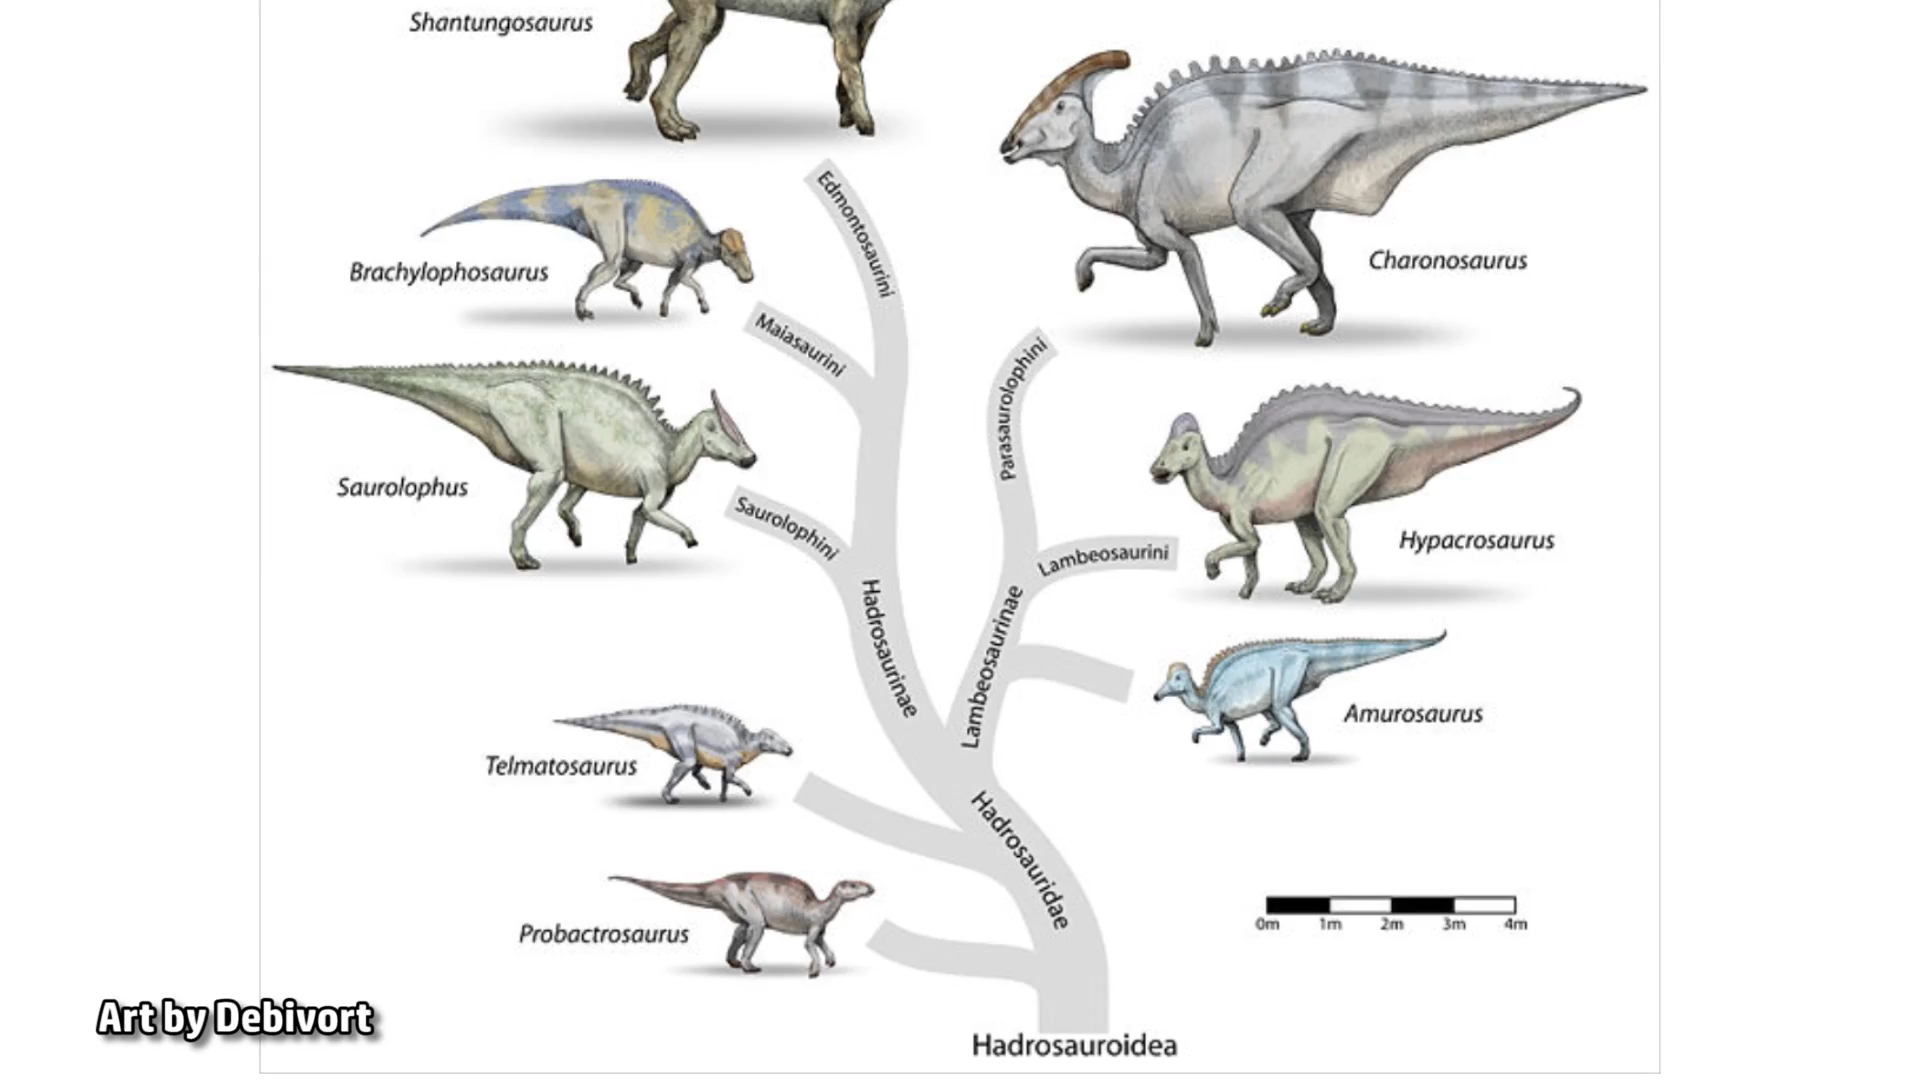 Shantungosaurus
Edmontosaurini
Brachylophosaurus
Charonosaurus
Maiasaurini
Parasaurolophini
Saurolophus
Saurolophini
Lambeosaurini
Hypacrosaurus
Hadrosaurinae
Lambeosaurinae
Amurosaurus
Telmatosaurus
Hadrosauridae
Probactrosaurus
0m 1m 2m 3m 4m
Art by Debivort
Hadrosauroidea